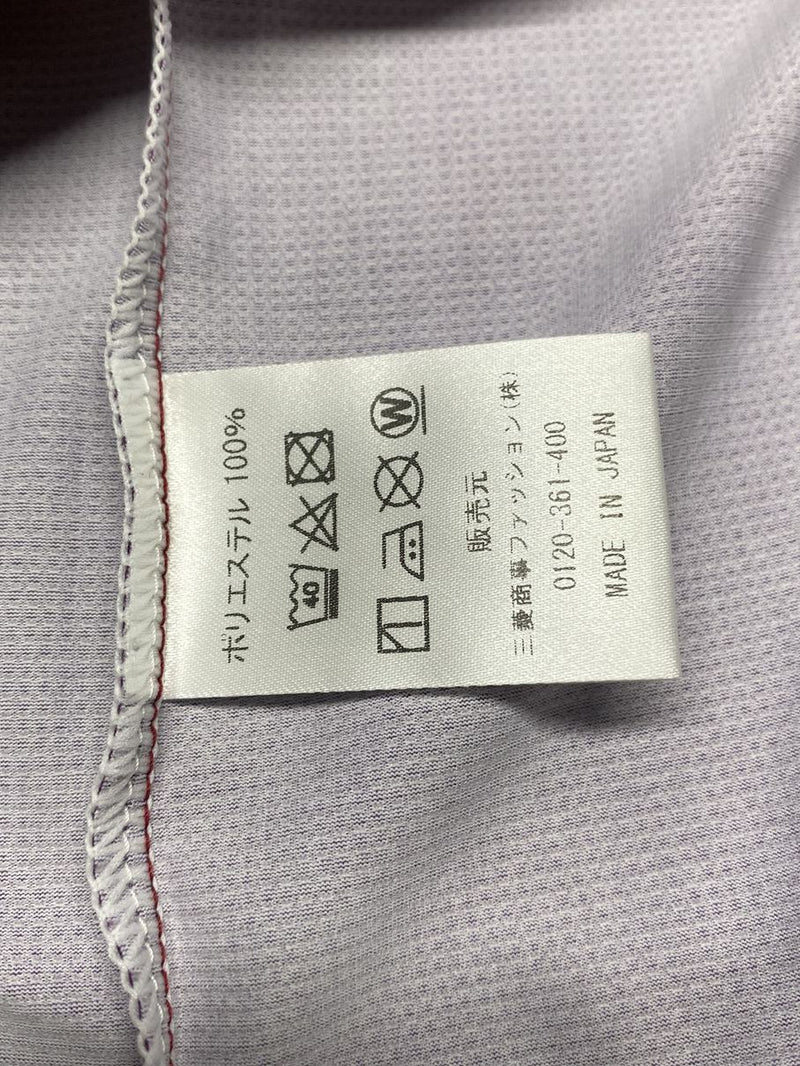 ポリエステル 100%
40
W
販売元
三菱商事ファッション(株)
0120-361-400
MADE IN JAPAN